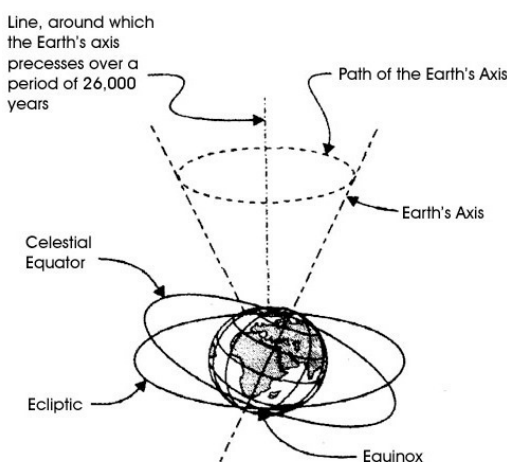 Line, around which
the Earth's axis
precesses over a
period of 26,000
years
Path of the Earth's Axis
Earth's Axis
Celestial
Equator
Ecliptic
Equinox